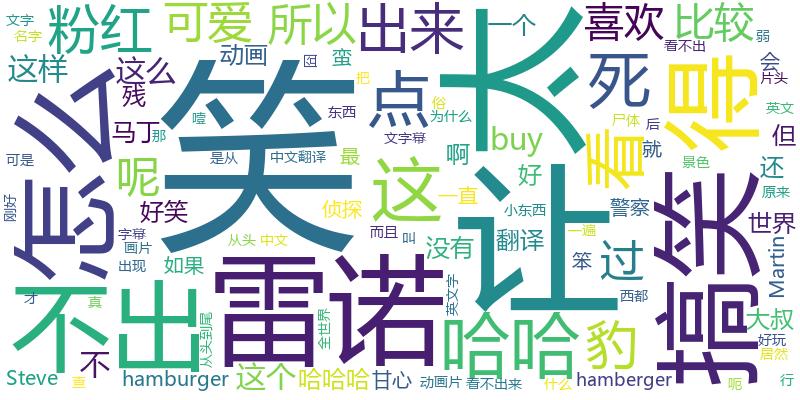 文字
名字
粉红
可爱
所以
出来
一个
喜欢
比较
弱
这样
这么
动画
囧
蛮
看不出
会
片头
残
点
把
俗
太
死
得
英文
马丁
那
噎
东西
为什么
尸体
后
但
怎么
笑
文字幕
buy
看
就
可是
是从
中文翻译
最
啊
景色
还
呢
这
好
原来
刚好
好笑
侦探
一直
小东西
让
警察
搞笑
世界
字幕
画片
从头
中文
而且
叫
翻译
一遍
笨
过
Martin
出现
如果
没有
西都
不
出
雷诺
英文字
才
真
全世界
哈哈
豹
大叔
从头到尾
不
好玩
居然
Steve
查
hamburger
这个
哈哈哈
甘心
动画片
看不出来
什么
hamberger
呃
行